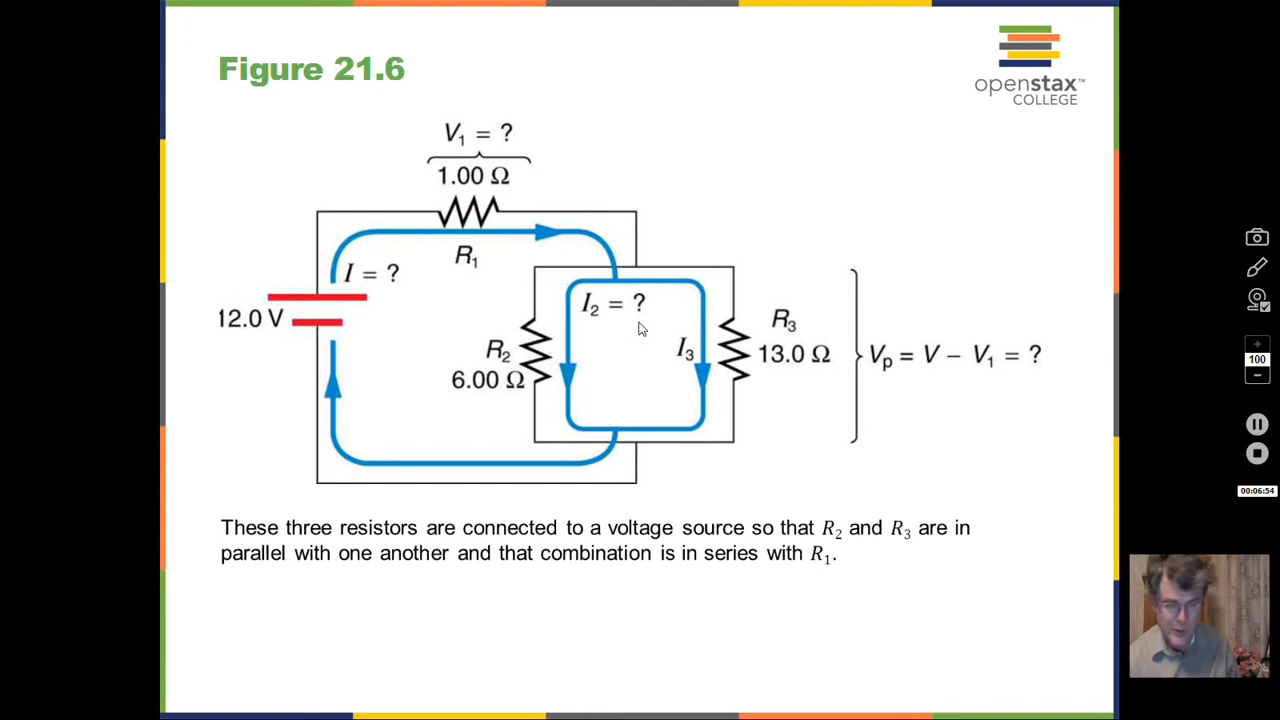 Figure 21.6
openstax™
COLLEGE
V₁ = ?
1.00 Ω
R₁
I = ?
12.0 V
I₂ = ?
R₂
6.00 Ω
I₃
R₃
13.0 Ω
Vₚ = V − V₁ = ?
These three resistors are connected to a voltage source so that R₂ and R₃ are in
parallel with one another and that combination is in series with R₁.
100
00:06:54